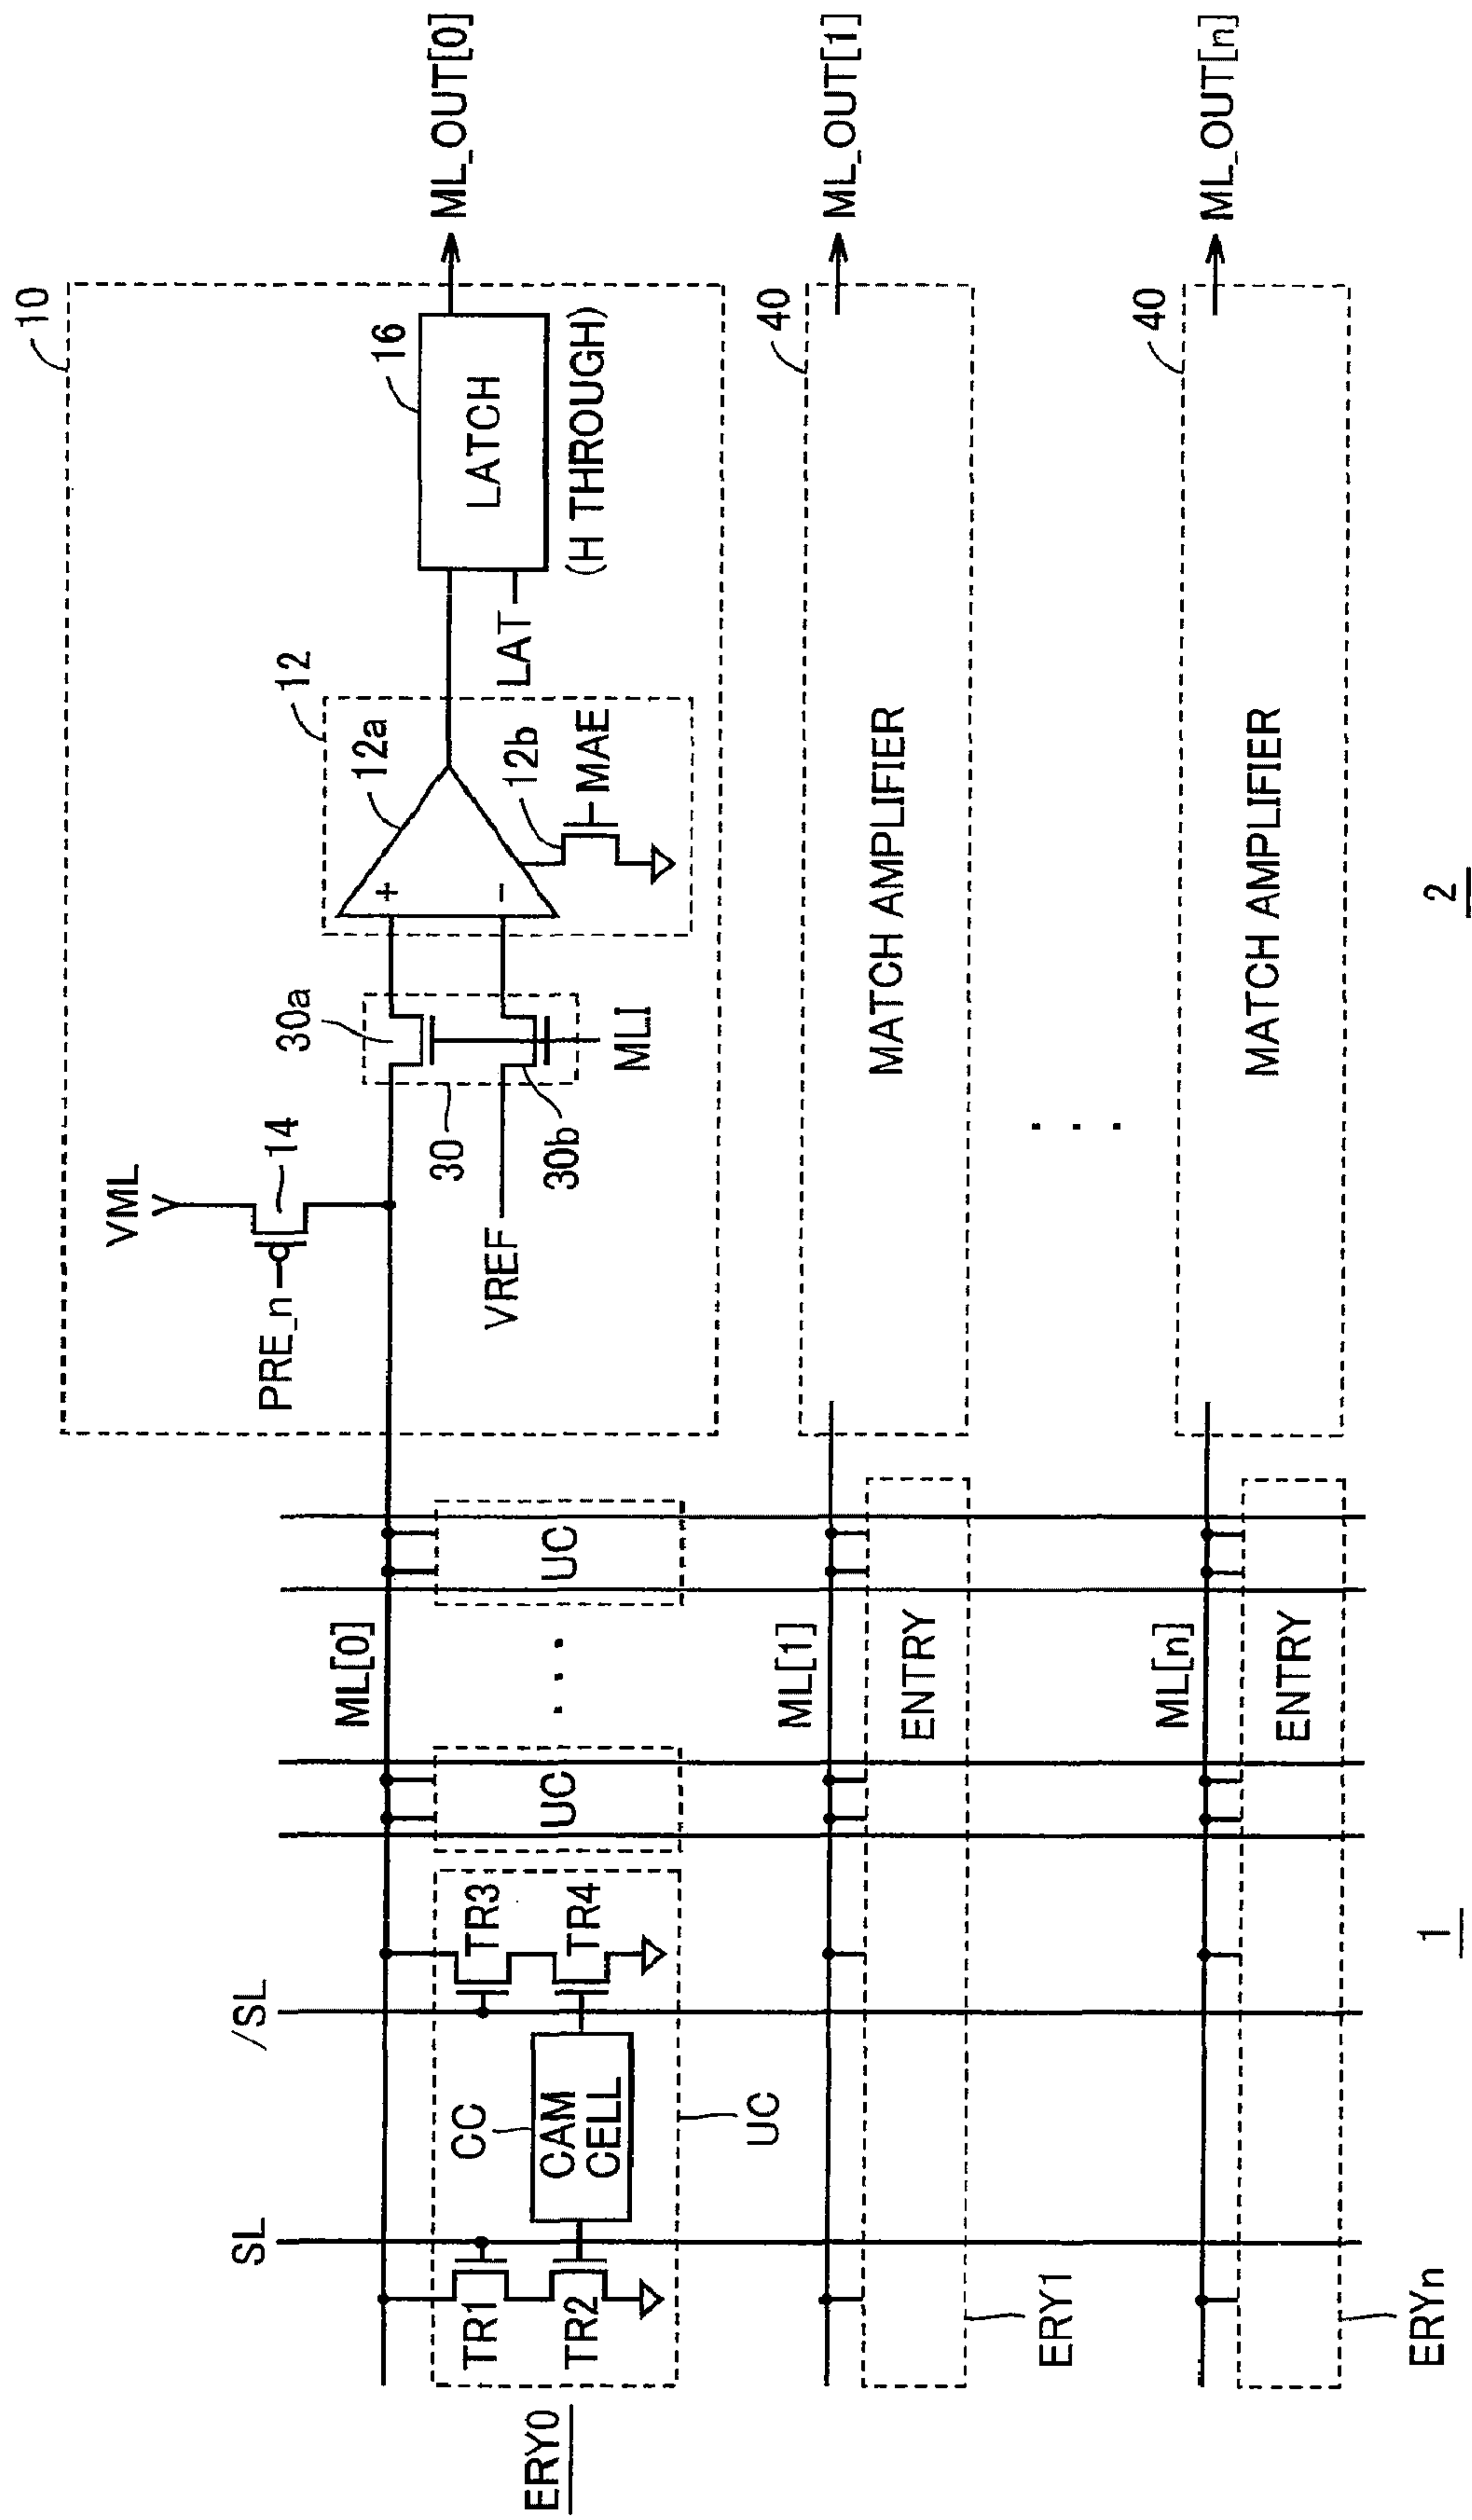 10
VML
14
PRE_n
30a
12
12a
16
LATCH
ML_OUT[0]
+
-
12b
LAT
(H THROUGH)
MAE
30
30b
MLI
VREF
SL
/SL
ML[0]
TR1
CC
TR3
TR2
CAM
CELL
TR4
UC
UC
UC
ERY0
ML[1]
40
ML_OUT[1]
ENTRY
MATCH AMPLIFIER
ERY1
ML[n]
40
ML_OUT[n]
ENTRY
MATCH AMPLIFIER
ERYn
1
2